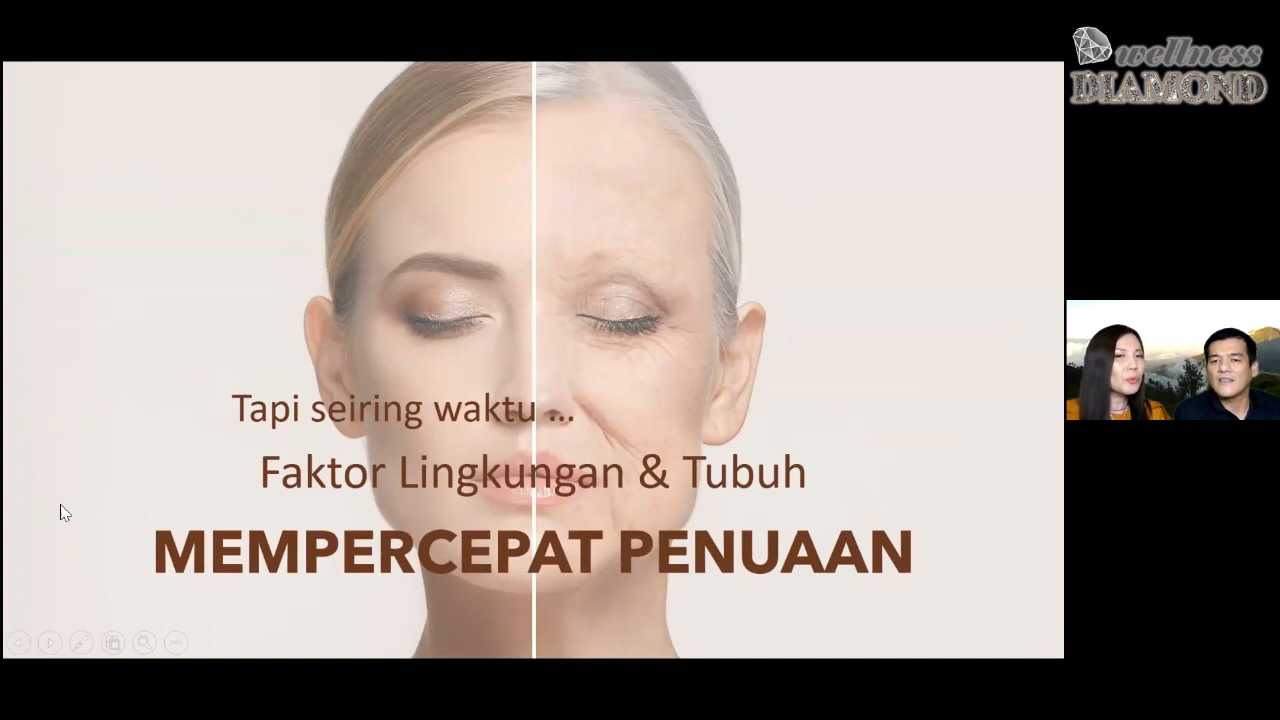 wellness
DIAMOND
Tapi seiring waktu ...
Faktor Lingkungan & Tubuh
MEMPERCEPAT PENUAAN